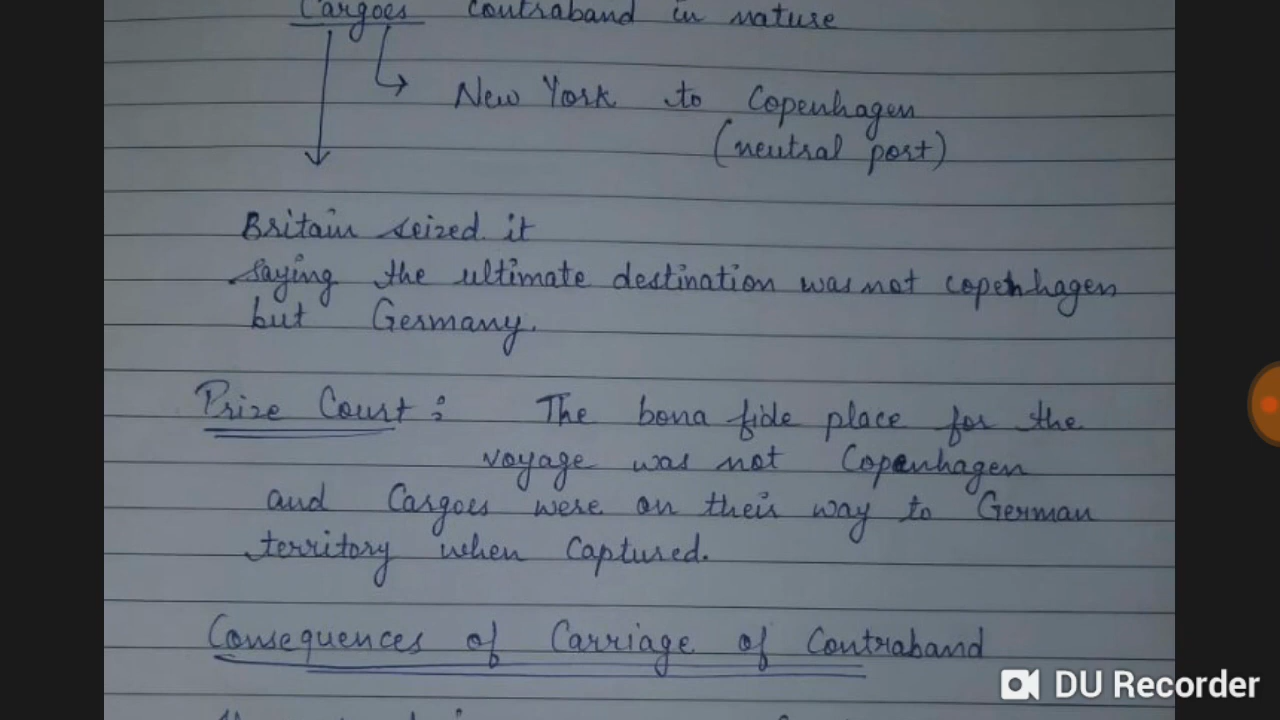 Cargoes contraband in nature
New York to Copenhagen
(neutral port)
Britain seized it
saying the ultimate destination was not copenhagen
but Germany.
Prize Court : The bona fide place for the
voyage was not Copenhagen
and Cargoes were on their way to German
territory when Captured.
Consequences of Carriage of Contraband
DU Recorder